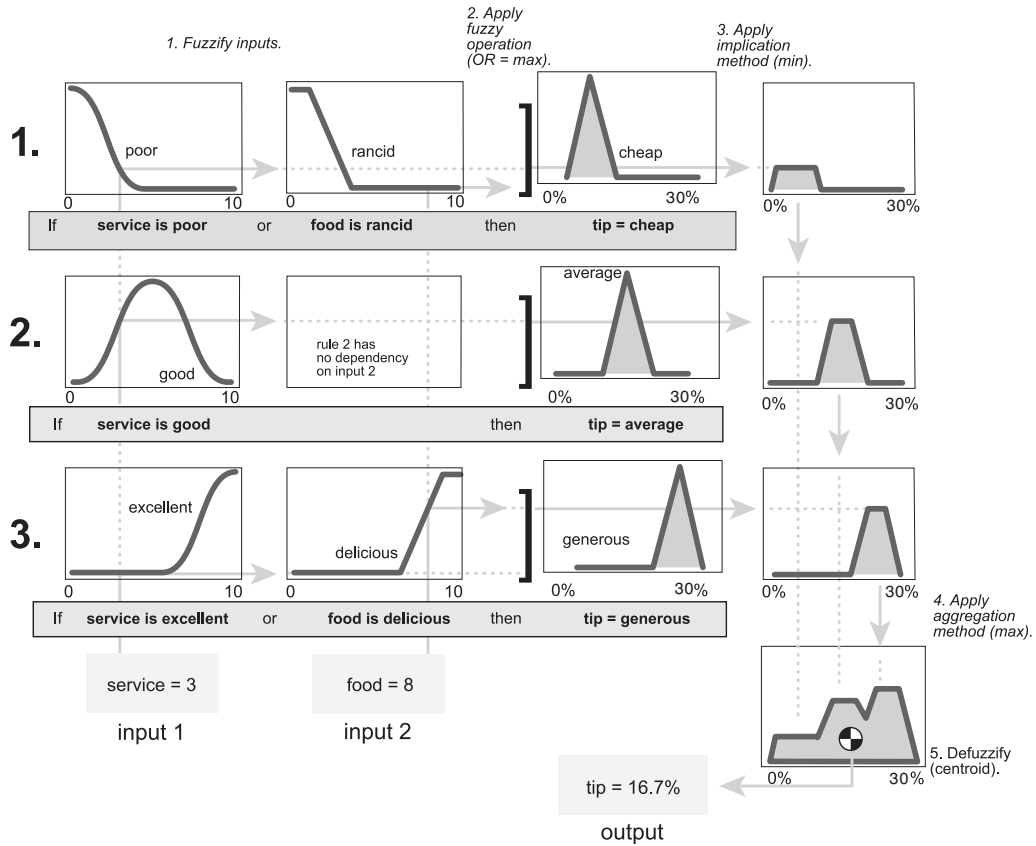 1. Fuzzify inputs.
2. Apply
fuzzy
operation
(OR = max).
3. Apply
implication
method (min).
1.
poor
0 10
rancid
0 10
cheap
0% 30%
0% 30%
If service is poor or food is rancid then tip = cheap
2.
good
0 10
rule 2 has
no dependency
on input 2
average
0% 30%
0% 30%
If service is good then tip = average
3.
excellent
0 10
delicious
0 10
generous
0% 30%
0% 30%
If service is excellent or food is delicious then tip = generous
4. Apply
aggregation
method (max).
service = 3
input 1
food = 8
input 2
0% 30%
5. Defuzzify
(centroid).
tip = 16.7%
output